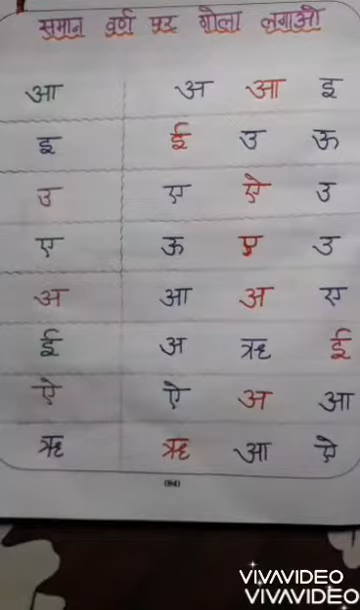 समान वर्ण पर गोला लगाओ
आ अ आ इ
इ ई उ ऊ
उ ए ऐ उ
ए ऊ ए उ
अ आ अ ए
ई अ ऋ ई
ऐ ऐ अ आ
ऋ ऋ आ ऐ
(84)
VIVAVIDEO
VIVAVIDEO